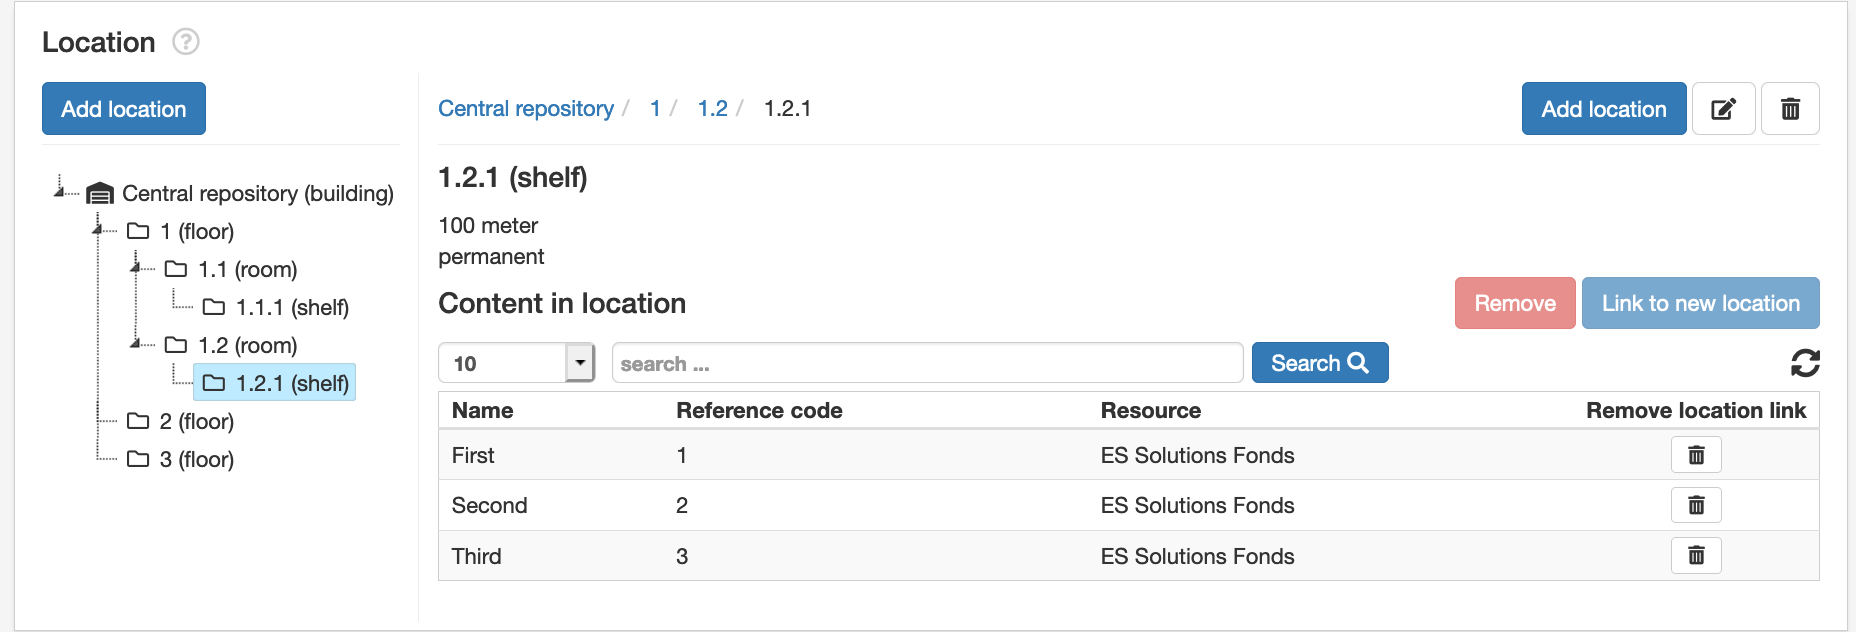 Location ?
Add location
Central repository (building)
1 (floor)
1.1 (room)
1.1.1 (shelf)
1.2 (room)
1.2.1 (shelf)
2 (floor)
3 (floor)
Central repository / 1 / 1.2 / 1.2.1
Add location
1.2.1 (shelf)
100 meter
permanent
Content in location
Remove
Link to new location
10
search ...
Search
Name Reference code Resource Remove location link
First 1 ES Solutions Fonds
Second 2 ES Solutions Fonds
Third 3 ES Solutions Fonds